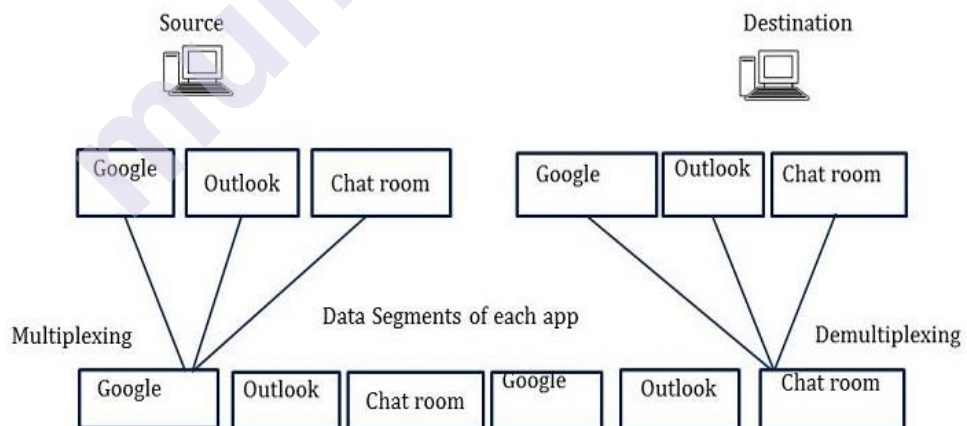 Source Destination
Google Outlook Chat room Google Outlook Chat room
Data Segments of each app
Multiplexing Demultiplexing
Google Outlook Chat room Google Outlook Chat room